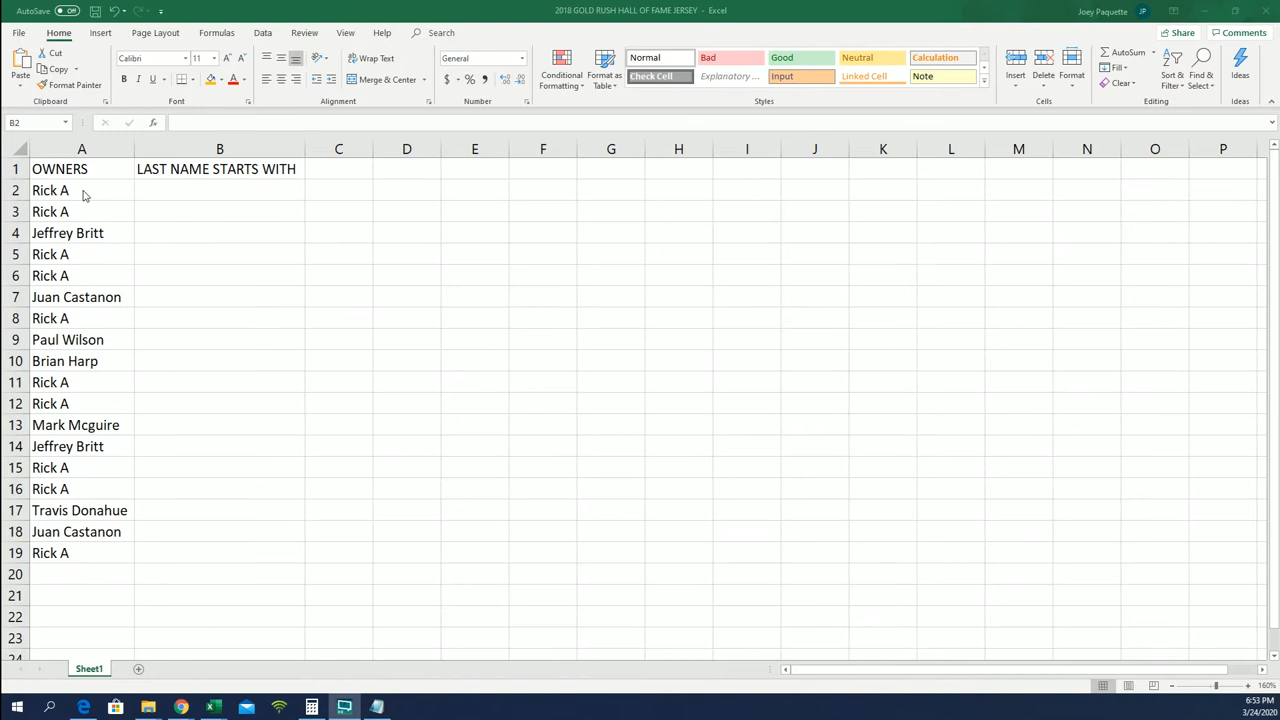 AutoSave Off
2018 GOLD RUSH HALL OF FAME JERSEY - Excel
Joey Paquette JP
File Home Insert Page Layout Formulas Data Review View Help Search
Share Comments
Paste
Cut
Copy
Format Painter
Clipboard
Calibri 11
B I U
Font
Wrap Text
Merge & Center
Alignment
General
$ % ,
Number
Conditional Formatting
Format as Table
Normal Bad Good Neutral Calculation
Check Cell Explanatory ... Input Linked Cell Note
Styles
Insert Delete Format
Cells
AutoSum
Fill
Clear
Sort & Filter
Find & Select
Editing
Ideas
Ideas
B2 fx
A B C D E F G H I J K L M N O P
1 OWNERS LAST NAME STARTS WITH
2 Rick A
3 Rick A
4 Jeffrey Britt
5 Rick A
6 Rick A
7 Juan Castanon
8 Rick A
9 Paul Wilson
10 Brian Harp
11 Rick A
12 Rick A
13 Mark Mcguire
14 Jeffrey Britt
15 Rick A
16 Rick A
17 Travis Donahue
18 Juan Castanon
19 Rick A
20
21
22
23
24
Sheet1
160%
6:53 PM
3/24/2020